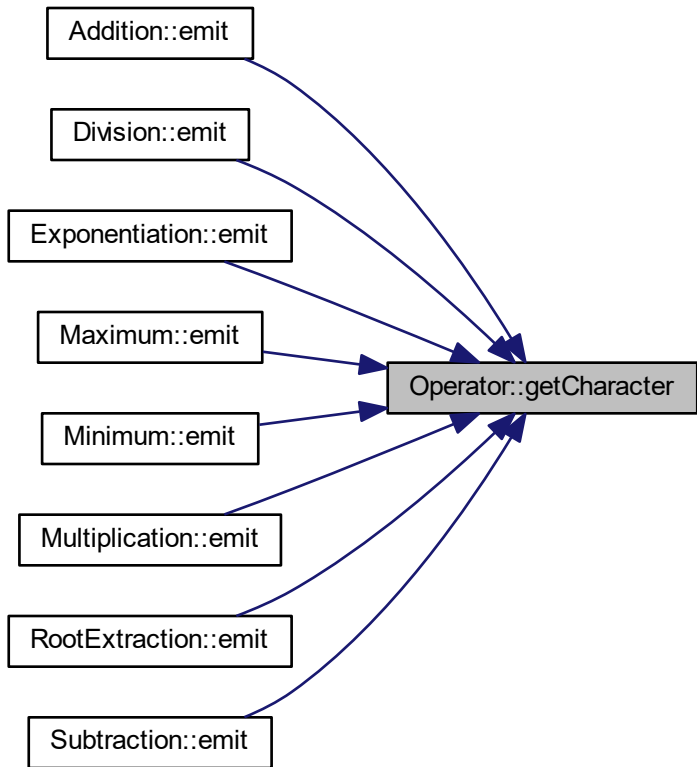 Addition::emit
Division::emit
Exponentiation::emit
Maximum::emit
Operator::getCharacter
Minimum::emit
Multiplication::emit
RootExtraction::emit
Subtraction::emit